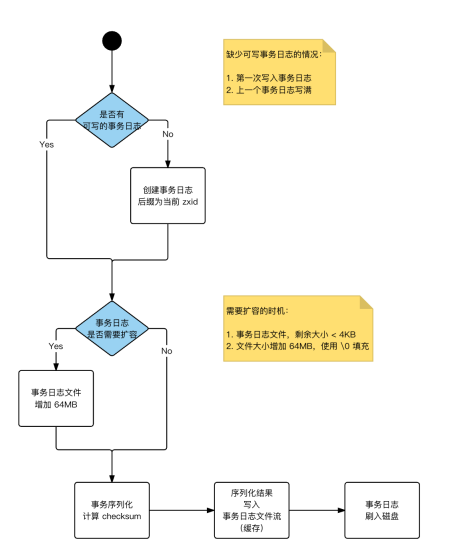 缺少可写事务日志的情况：
1. 第一次写入事务日志
2. 上一个事务日志写满
是否有
可写的事务日志
Yes
No
创建事务日志
后缀为当前 zxid
需要扩容的时机：
1. 事务日志文件，剩余大小 < 4KB
2. 文件大小增加 64MB，使用 \0 填充
事务日志
是否需要扩容
Yes
No
事务日志文件
增加 64MB
事务序列化
计算 checksum
序列化结果
写入
事务日志文件流
（缓存）
事务日志
刷入磁盘